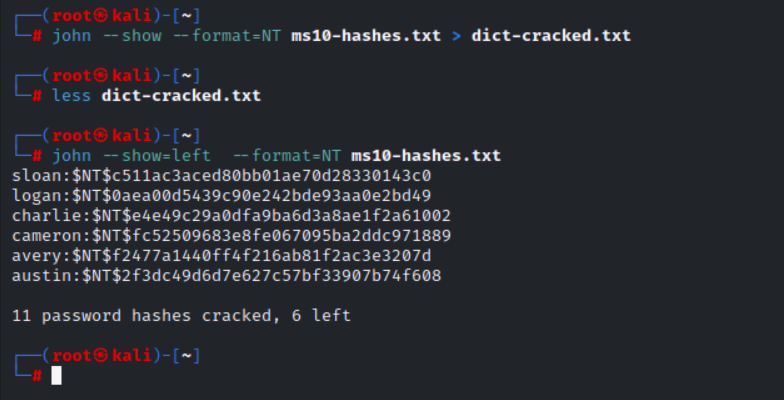 ┌──(root㉿kali)-[~]
└─# john --show --format=NT ms10-hashes.txt > dict-cracked.txt
┌──(root㉿kali)-[~]
└─# less dict-cracked.txt
┌──(root㉿kali)-[~]
└─# john --show=left  --format=NT ms10-hashes.txt
sloan:$NT$c511ac3aced80bb01ae70d28330143c0
logan:$NT$0aea00d5439c90e242bde93aa0e2bd49
charlie:$NT$e4e49c29a0dfa9ba6d3a8ae1f2a61002
cameron:$NT$fc52509683e8fe067095ba2ddc971889
avery:$NT$f2477a1440ff4f216ab81f2ac3e3207d
austin:$NT$2f3dc49d6d7e627c57bf33907b74f608
11 password hashes cracked, 6 left
┌──(root㉿kali)-[~]
└─#